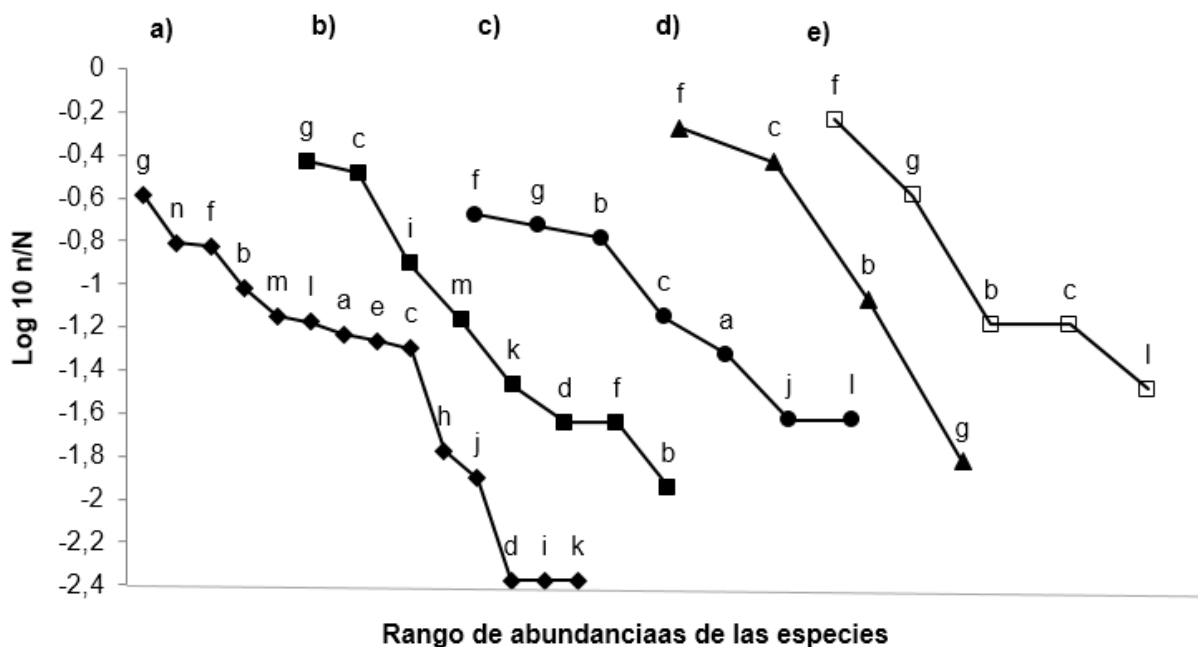 a) b) c) d) e)
0
-0,2
-0,4
-0,6
-0,8
-1
-1,2
-1,4
-1,6
-1,8
-2
-2,2
-2,4
Log 10 n/N
g n f b m l a e c h j d i k
g c i m k d f b
f g b c a j l
f c b g
f g b c l
Rango de abundanciaas de las especies